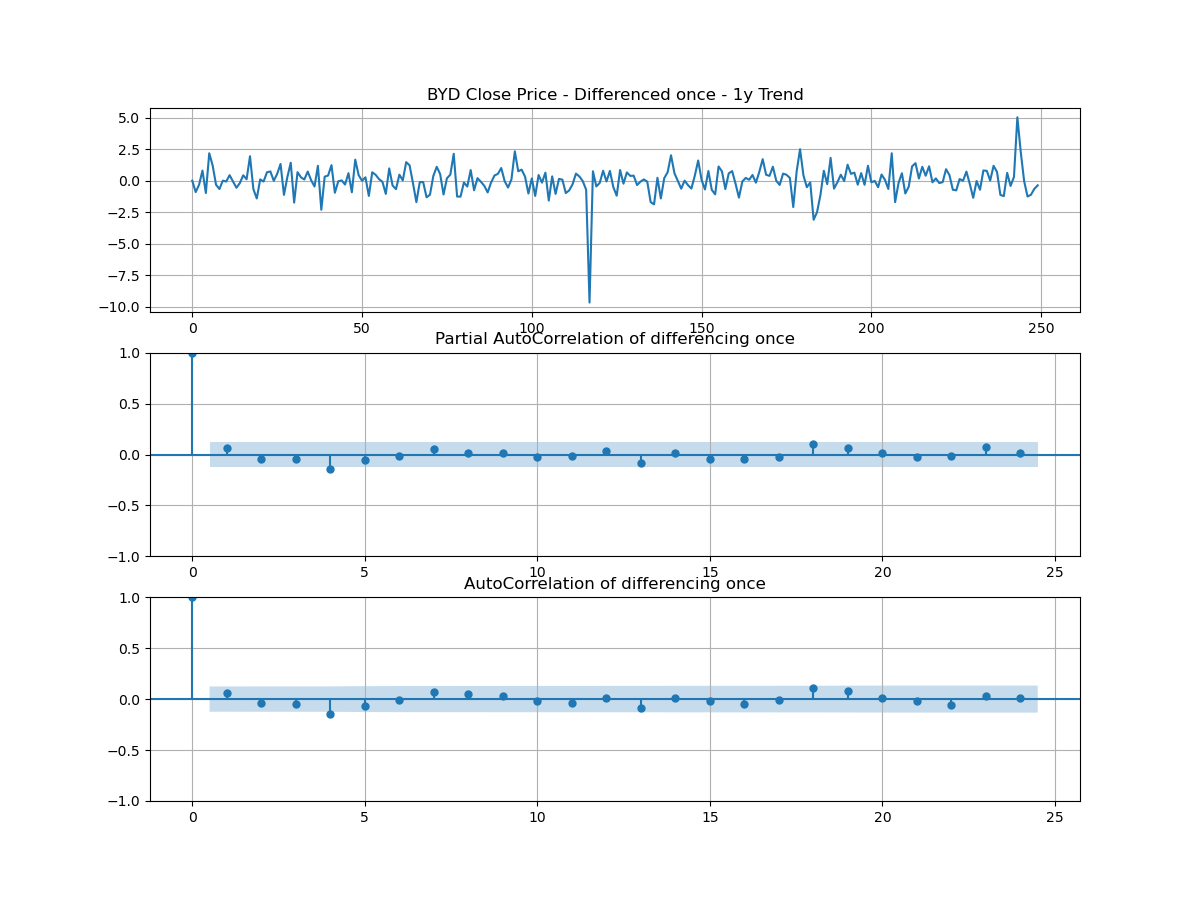 BYD Close Price - Differenced once - 1y Trend
5.0
2.5
0.0
−2.5
−5.0
−7.5
−10.0
0 50 100 150 200 250
Partial AutoCorrelation of differencing once
1.0
0.5
0.0
−0.5
−1.0
0 5 10 15 20 25
AutoCorrelation of differencing once
1.0
0.5
0.0
−0.5
−1.0
0 5 10 15 20 25